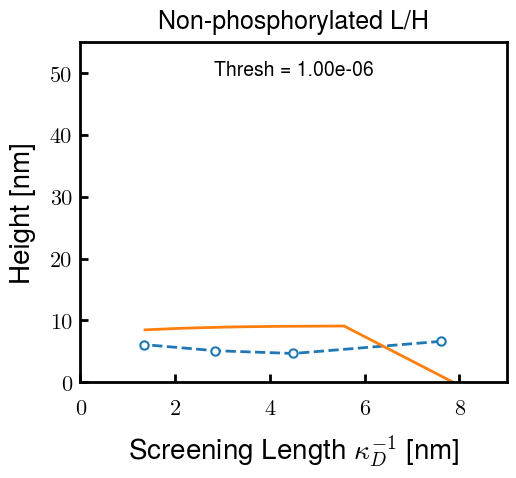 Non-phosphorylated L/H
Thresh = 1.00e-06
50
40
30
20
10
0
Height [nm]
0 2 4 6 8
Screening Length $\kappa_D^{-1}$ [nm]